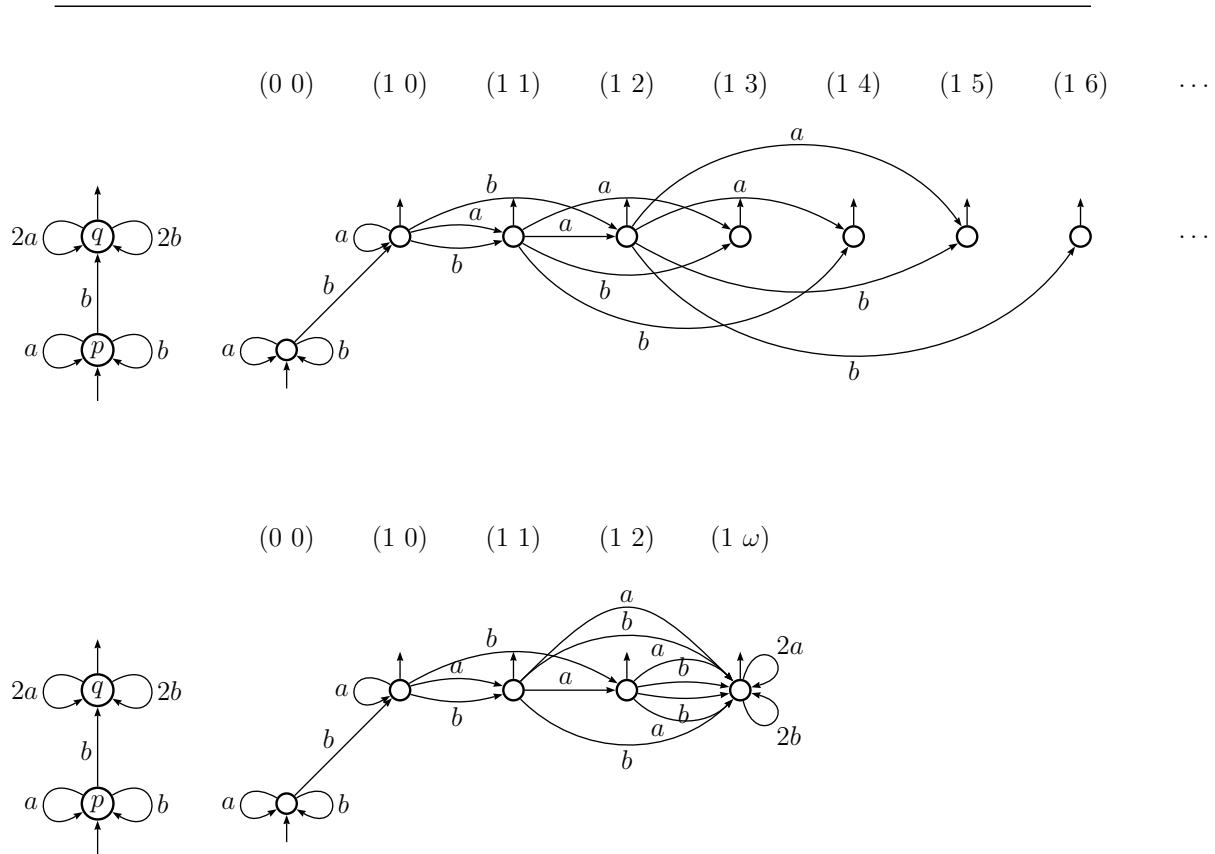 (0 0) (1 0) (1 1) (1 2) (1 3) (1 4) (1 5) (1 6) ...
a
b a a
2a q 2b a a a ...
b b
b b b
b
a p b a b b
(0 0) (1 0) (1 1) (1 2) (1 ω)
a
b b
a a b 2a
2a q 2b a a
b b b a 2b
b b
a p b a b